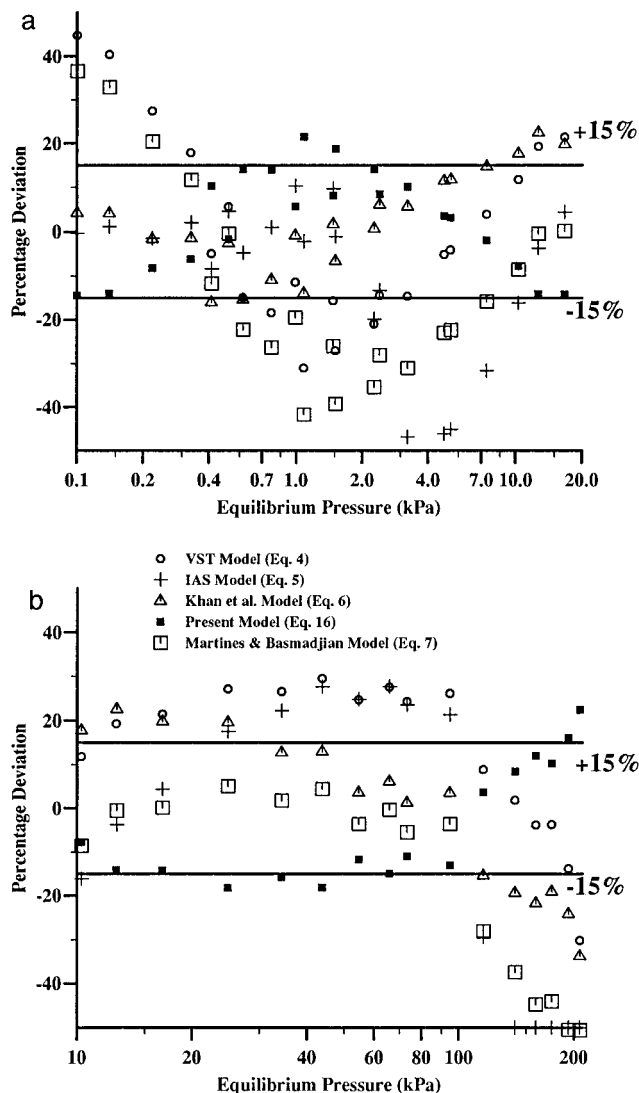 a
40
+15%
20
0
-15%
-20
-40
Percentage Deviation
0.1 0.2 0.4 0.7 1.0 2.0 4.0 7.0 10.0 20.0
Equilibrium Pressure (kPa)
VST Model (Eq. 4)
IAS Model (Eq. 5)
Khan et al. Model (Eq. 6)
Present Model (Eq. 16)
Martines & Basmadjian Model (Eq. 7)
b
40
20
+15%
0
-15%
-20
-40
Percentage Deviation
10 20 40 60 80 100 200
Equilibrium Pressure (kPa)